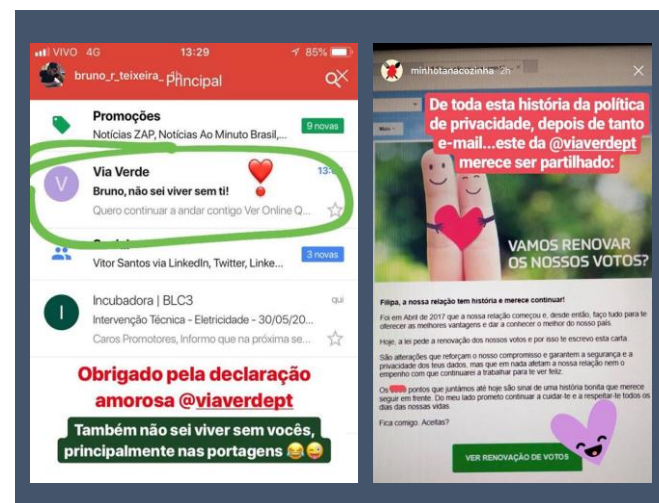 VIVO 4G 13:29 85%
bruno_r_teixeira_
Principal
Promoções
Notícias ZAP, Notícias Ao Minuto Brasil,...
9 novas
V
Via Verde
13:
Bruno, não sei viver sem ti!
Quero continuar a andar contigo Ver Online Q...
Vitor Santos via LinkedIn, Twitter, Linke...
3 novas
I
Incubadora | BLC3
qui
Intervenção Técnica - Eletricidade - 30/05/20...
Caros Promotores, Informo que na próxima se...
Obrigado pela declaração
amorosa @viaverdept
Também não sei viver sem vocês,
principalmente nas portagens
minhotanacozinha 2h
De toda esta história da política
de privacidade, depois de tanto
e-mail...este da @viaverdept
merece ser partilhado:
Mais
VAMOS RENOVAR
OS NOSSOS VOTOS?
Filipa, a nossa relação tem história e merece continuar!
Foi em Abril de 2017 que a nossa relação começou e, desde então, faço tudo para te
oferecer as melhores vantagens e dar a conhecer o melhor do nosso país.
Hoje, a lei pede a renovação dos nossos votos e por isso te escrevo esta carta.
São alterações que reforçam o nosso compromisso e garantem a segurança e a
privacidade dos teus dados, mas que em nada afetam a nossa relação nem o
empenho com que continuarei a trabalhar para te ver feliz.
Os pontos que juntámos até hoje são sinal de uma história bonita que merece
seguir em frente. Do meu lado prometo continuar a cuidar-te e a respeitar-te todos os
dias das nossas vidas.
Fica comigo. Aceitas?
VER RENOVAÇÃO DE VOTOS